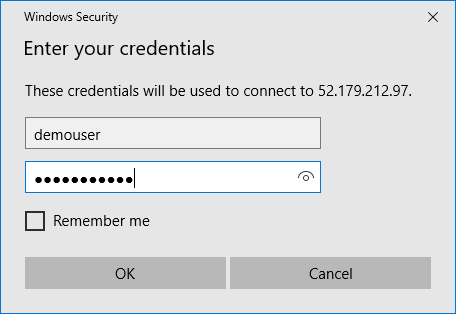 Windows Security
Enter your credentials
These credentials will be used to connect to 52.179.212.97.
demouser
●●●●●●●●●●●
Remember me
OK
Cancel